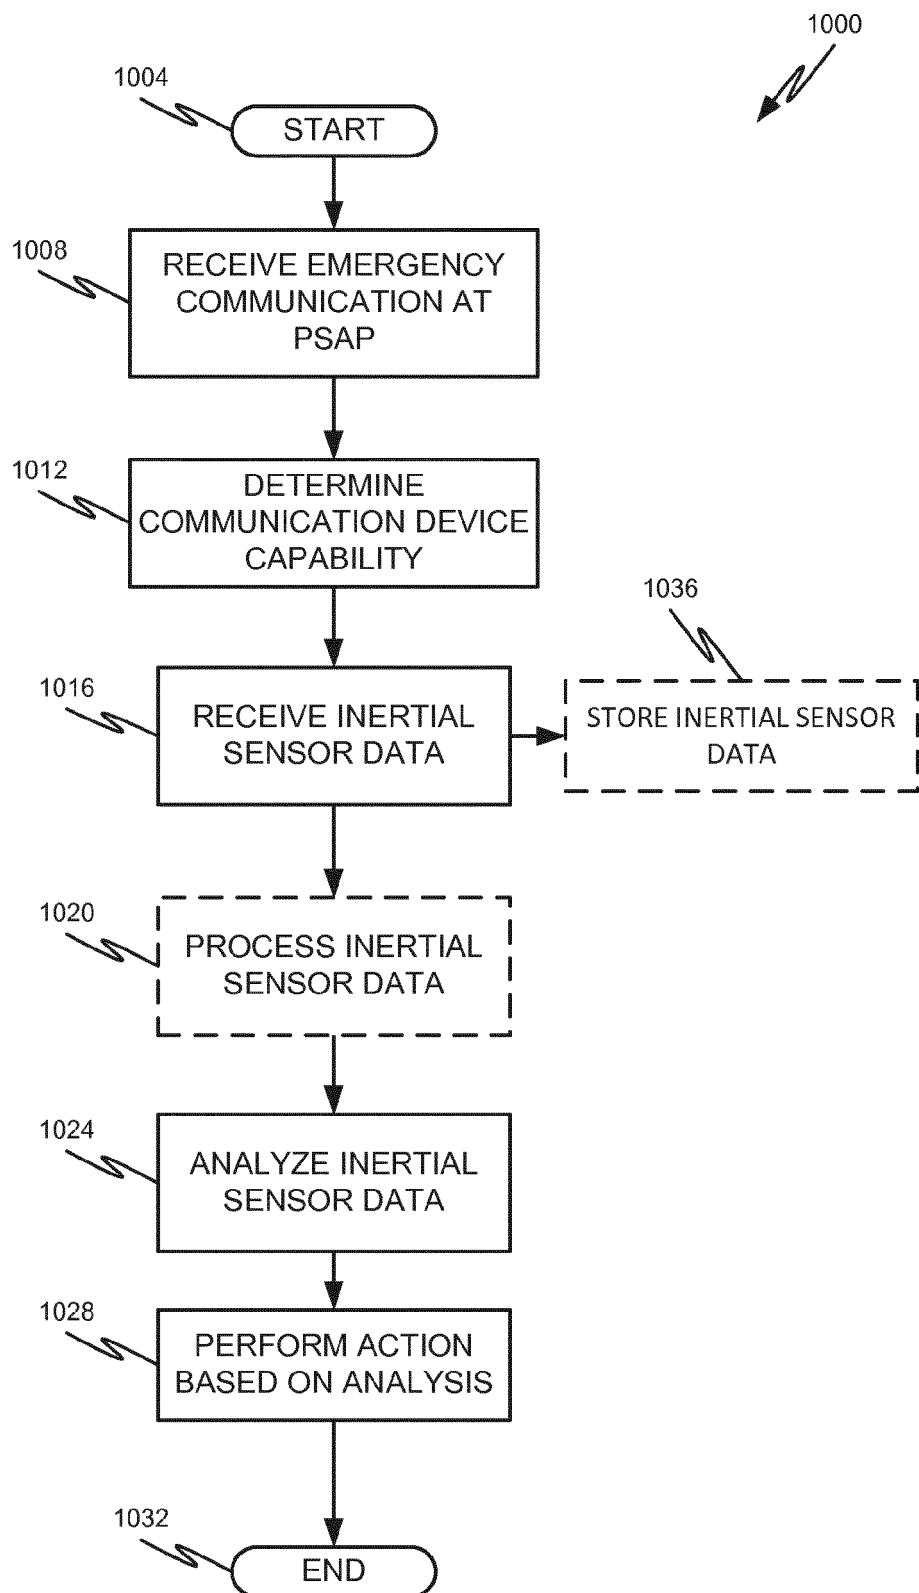 1000
1004
START
1008
RECEIVE EMERGENCY
COMMUNICATION AT
PSAP
1012
DETERMINE
COMMUNICATION DEVICE
CAPABILITY
1016
RECEIVE INERTIAL
SENSOR DATA
1036
STORE INERTIAL SENSOR
DATA
1020
PROCESS INERTIAL
SENSOR DATA
1024
ANALYZE INERTIAL
SENSOR DATA
1028
PERFORM ACTION
BASED ON ANALYSIS
1032
END